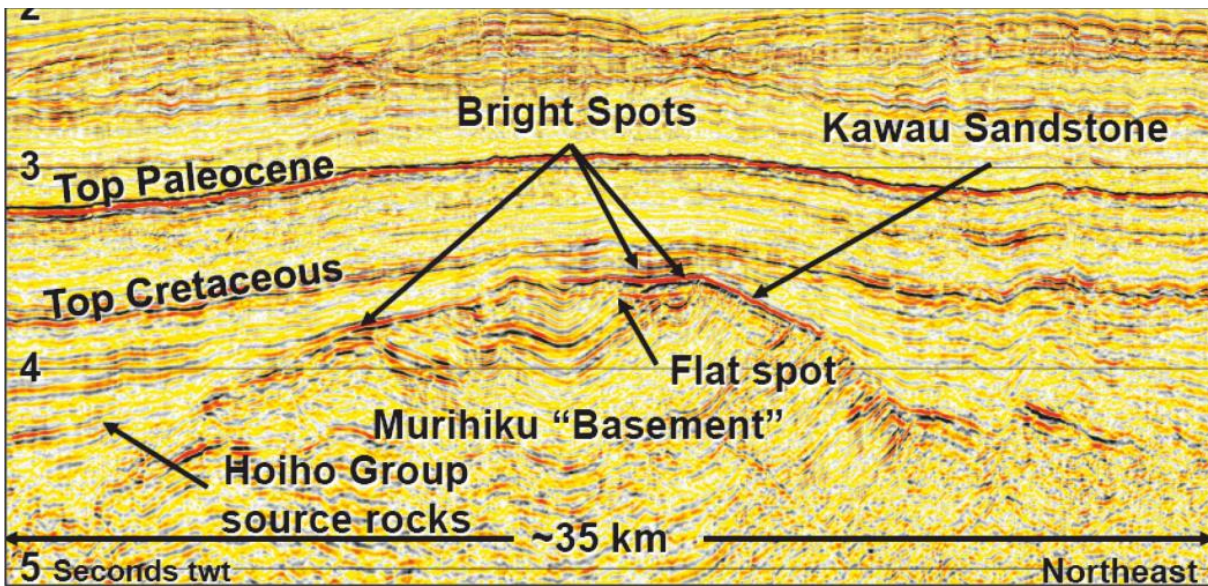 2
Bright Spots
Kawau Sandstone
3
Top Paleocene
Top Cretaceous
4
Flat spot
Murihiku “Basement”
Hoiho Group
source rocks
~35 km
5 Seconds twt
Northeast